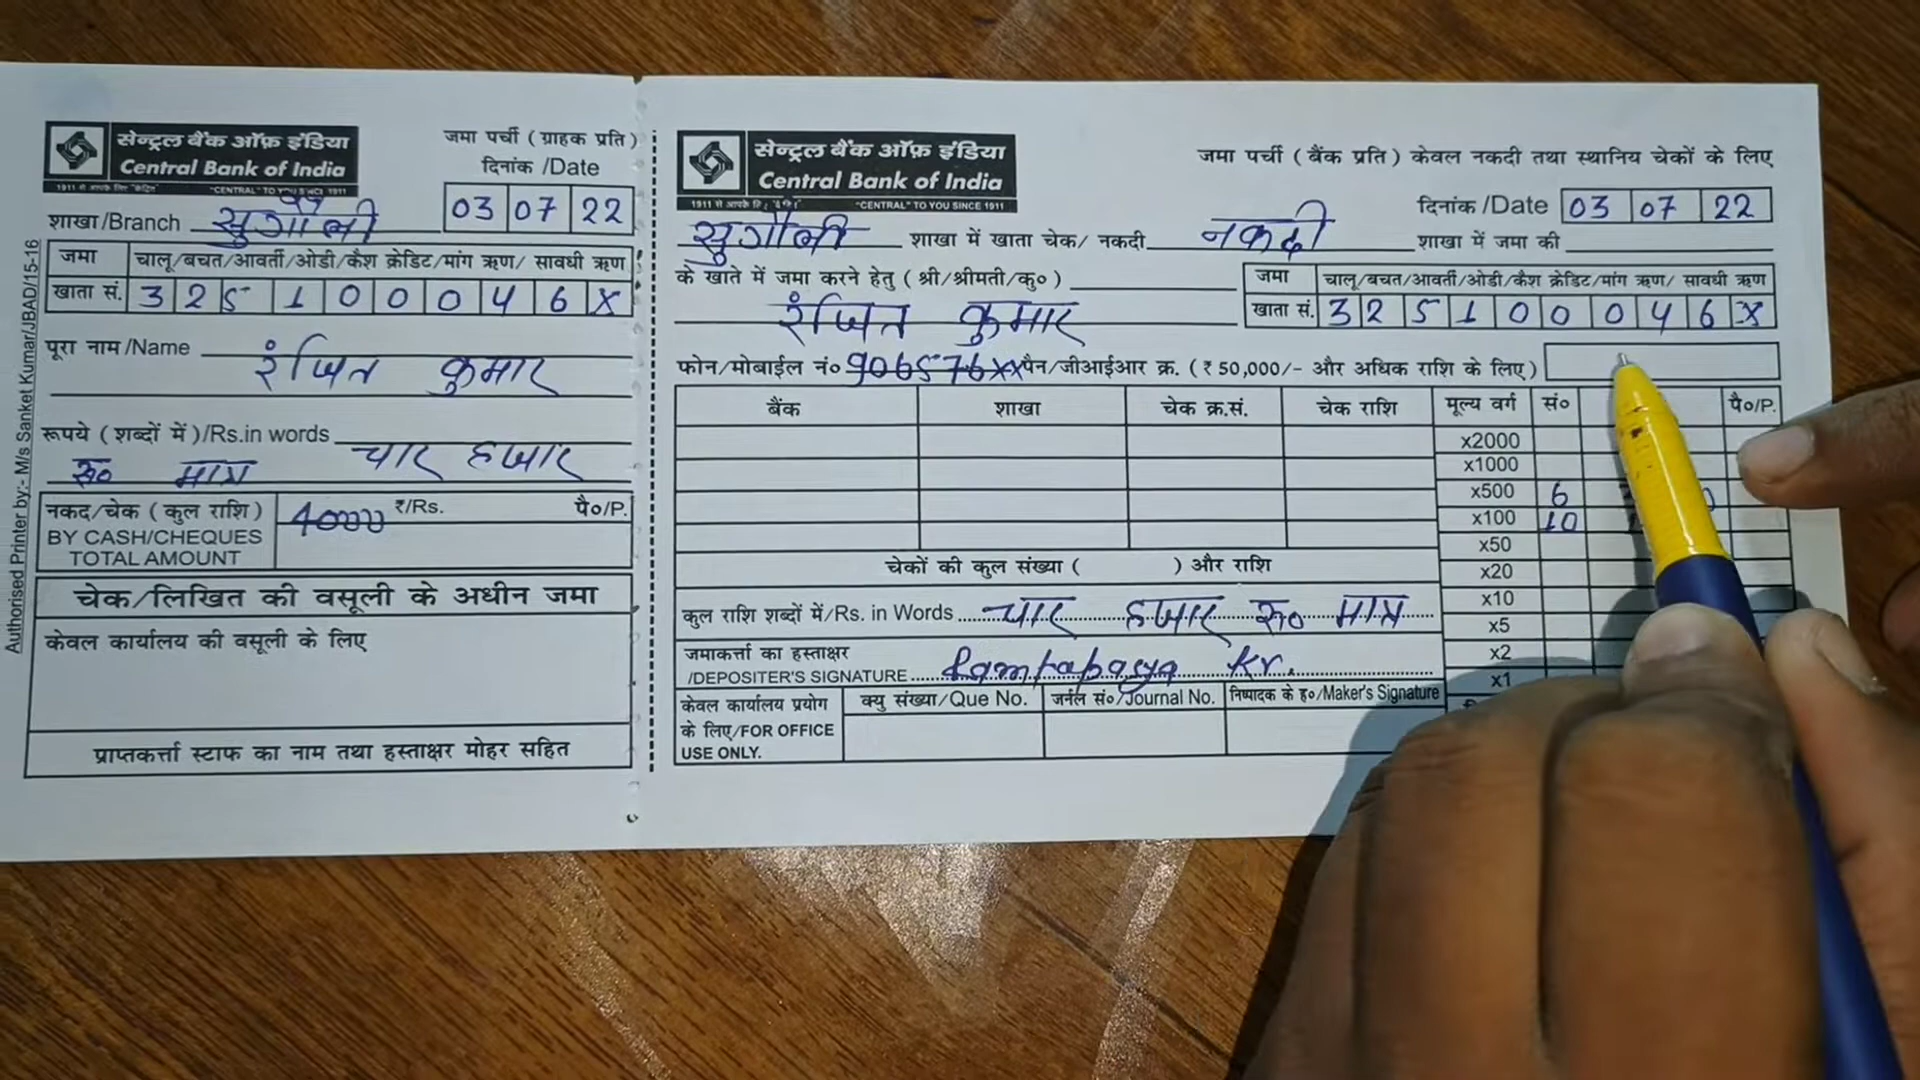 Authorised Printer by:- M/s Sanket Kumar/JBAD/15-16
सेन्ट्रल बैंक ऑफ़ इंडिया
Central Bank of India
"CENTRAL" TO YOU SINCE 1911
जमा पर्ची ( ग्राहक प्रति )
दिनांक /Date
03 07 22
शाखा/Branch सुगौली
जमा चालू/बचत/आवर्ती/ओडी/कैश क्रेडिट/मांग ऋण/ सावधी ऋण
खाता सं. 3 2 5 1 0 0 0 4 6 X
पूरा नाम/Name
रंजित कुमार
रूपये ( शब्दों में )/Rs.in words
चार हजार
रू० मात्र
नकद/चेक ( कुल राशि ) 4000 ₹/Rs. पै०/P.
BY CASH/CHEQUES
TOTAL AMOUNT
चेक/लिखित की वसूली के अधीन जमा
केवल कार्यालय की वसूली के लिए
प्राप्तकर्त्ता स्टाफ का नाम तथा हस्ताक्षर मोहर सहित
सेन्ट्रल बैंक ऑफ़ इंडिया
Central Bank of India
"CENTRAL" TO YOU SINCE 1911
जमा पर्ची ( बैंक प्रति ) केवल नकदी तथा स्थानिय चेकों के लिए
दिनांक /Date 03 07 22
सुगौली शाखा में खाता चेक/ नकदी नकदी शाखा में जमा की
के खाते में जमा करने हेतु ( श्री/श्रीमती/कु० )
रंजित कुमार
जमा चालू/बचत/आवर्ती/ओडी/कैश क्रेडिट/मांग ऋण/ सावधी ऋण
खाता सं. 3 2 5 1 0 0 0 4 6 X
फोन/मोबाईल नं० 906576XX पैन/जीआईआर क्र. ( ₹ 50,000/- और अधिक राशि के लिए )
बैंक शाखा चेक क्र.सं. चेक राशि मूल्य वर्ग सं० पै०/P.
x2000
x1000
x500 6
x100 10
x50
x20
x10
x5
x2
x1
चेकों की कुल संख्या ( ) और राशि
कुल राशि शब्दों में/Rs. in Words चार हजार रू० मात्र
जमाकर्त्ता का हस्ताक्षर
/DEPOSITER'S SIGNATURE Ramtapasya Kr.
केवल कार्यालय प्रयोग
के लिए/FOR OFFICE
USE ONLY.
क्यु संख्या/Que No. जर्नल सं०/Journal No. निष्पादक के ह०/Maker's Signature